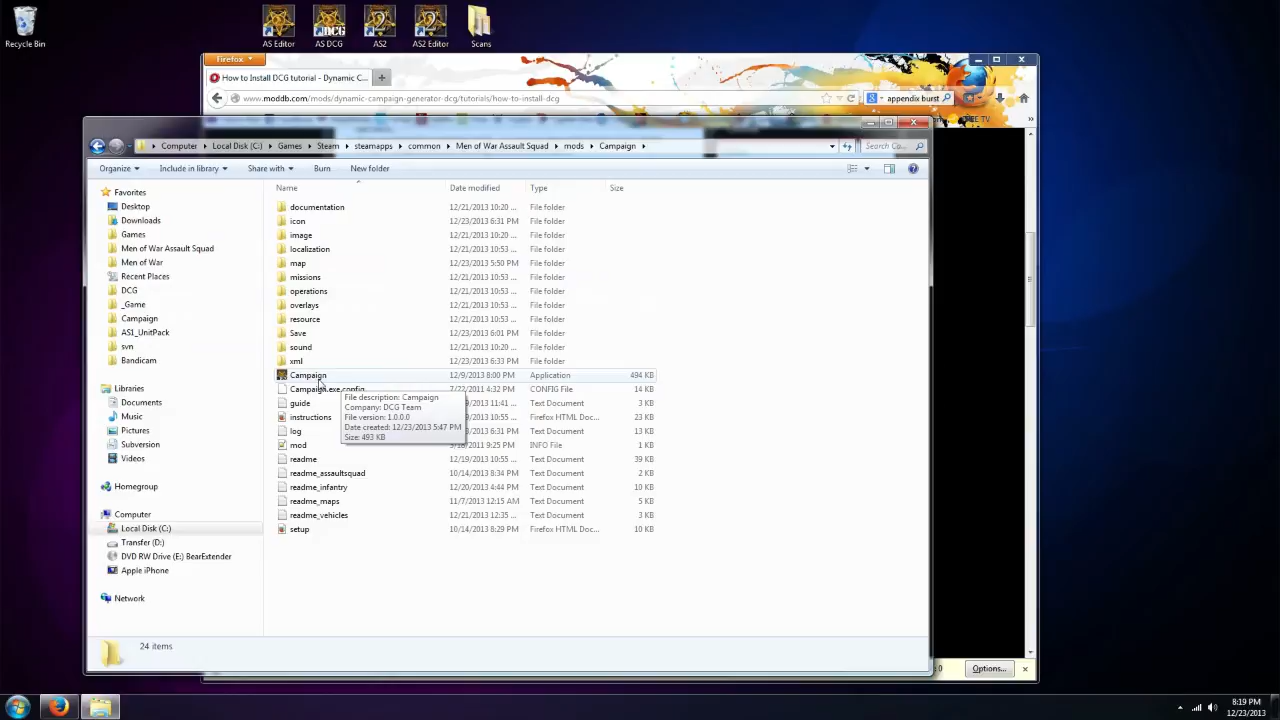 Recycle Bin
AS Editor
AS DCG
AS2
AS2 Editor
Scans
Firefox
How to Install DCG tutorial - Dynamic C...
www.moddb.com/mods/dynamic-campaign-generator-dcg/tutorials/how-to-install-dcg
appendix burst
Computer Local Disk (C:) Games Steam steamapps common Men of War Assault Squad mods Campaign
Search Ca...
Organize Include in library Share with Burn New folder
Name Date modified Type Size
Favorites
Desktop
Downloads
Games
Men of War Assault Squad
Men of War
Recent Places
DCG
_Game
Campaign
AS1_UnitPack
svn
Bandicam
Libraries
Documents
Music
Pictures
Subversion
Videos
Homegroup
Computer
Local Disk (C:)
Transfer (D:)
DVD RW Drive (E:) BearExtender
Apple iPhone
Network
documentation 12/21/2013 10:20 ... File folder
icon 12/23/2013 6:31 PM File folder
image 12/21/2013 10:20 ... File folder
localization 12/21/2013 10:53 ... File folder
map 12/23/2013 5:50 PM File folder
missions 12/21/2013 10:53 ... File folder
operations 12/21/2013 10:53 ... File folder
overlays 12/21/2013 10:53 ... File folder
resource 12/21/2013 10:53 ... File folder
Save 12/23/2013 6:01 PM File folder
sound 12/21/2013 10:20 ... File folder
xml 12/23/2013 6:33 PM File folder
Campaign 12/9/2013 8:00 PM Application 494 KB
Campaign.exe.config 7/22/2011 4:32 PM CONFIG File 14 KB
guide 11:41 ... Text Document 3 KB
instructions Firefox HTML Doc... 23 KB
log 6:31 PM Text Document 13 KB
mod 9:25 PM INFO File 1 KB
readme 12/19/2013 10:55 ... Text Document 39 KB
readme_assaultsquad 10/14/2013 8:34 PM Text Document 2 KB
readme_infantry 12/20/2013 4:44 PM Text Document 10 KB
readme_maps 11/7/2013 12:15 AM Text Document 5 KB
readme_vehicles 12/21/2013 12:35 ... Text Document 3 KB
setup 10/14/2013 8:29 PM Firefox HTML Doc... 10 KB
File description: Campaign
Company: DCG Team
File version: 1.0.0.0
Date created: 12/23/2013 5:47 PM
Size: 493 KB
24 items
Options...
8:19 PM
12/23/2013